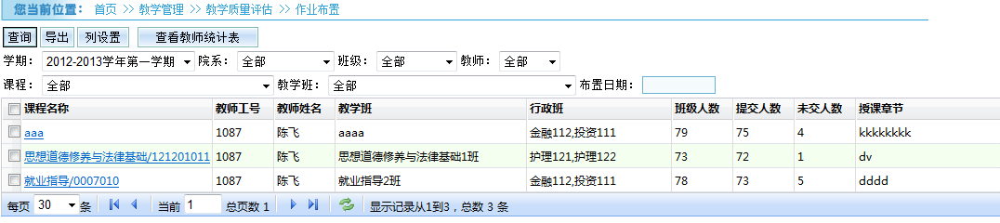 您当前位置： 首页 >> 教学管理 >> 教学质量评估 >> 作业布置
查询 导出 列设置 查看教师统计表
学期： 2012-2013学年第一学期 院系： 全部 班级： 全部 教师： 全部
课程： 全部 教学班： 全部 布置日期：
课程名称 教师工号 教师姓名 教学班 行政班 班级人数 提交人数 未交人数 授课章节
aaa 1087 陈飞 aaaa 金融112,投资111 79 75 4 kkkkkkkk
思想道德修养与法律基础/121201011 1087 陈飞 思想道德修养与法律基础1班 护理121,护理122 73 72 1 dv
就业指导/0007010 1087 陈飞 就业指导2班 金融112,投资111 78 73 5 dddd
每页 30 条 当前 1 总页数 1 显示记录从1到3，总数 3 条